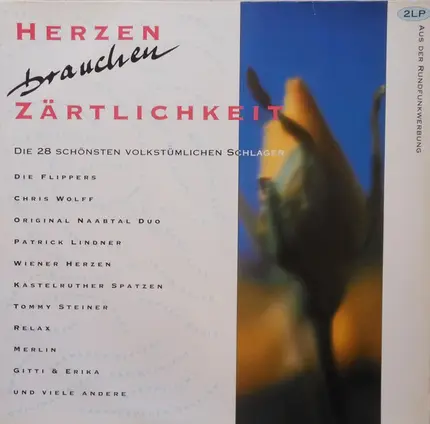 HERZEN
brauchen
ZÄRTLICHKEIT
DIE 28 SCHÖNSTEN VOLKSTÜMLICHEN SCHLAGER
DIE FLIPPERS
CHRIS WOLFF
ORIGINAL NAABTAL DUO
PATRICK LINDNER
WIENER HERZEN
KASTELRUTHER SPATZEN
TOMMY STEINER
RELAX
MERLIN
GITTI & ERIKA
UND VIELE ANDERE
2LP
AUS DER RUNDFUNKWERBUNG